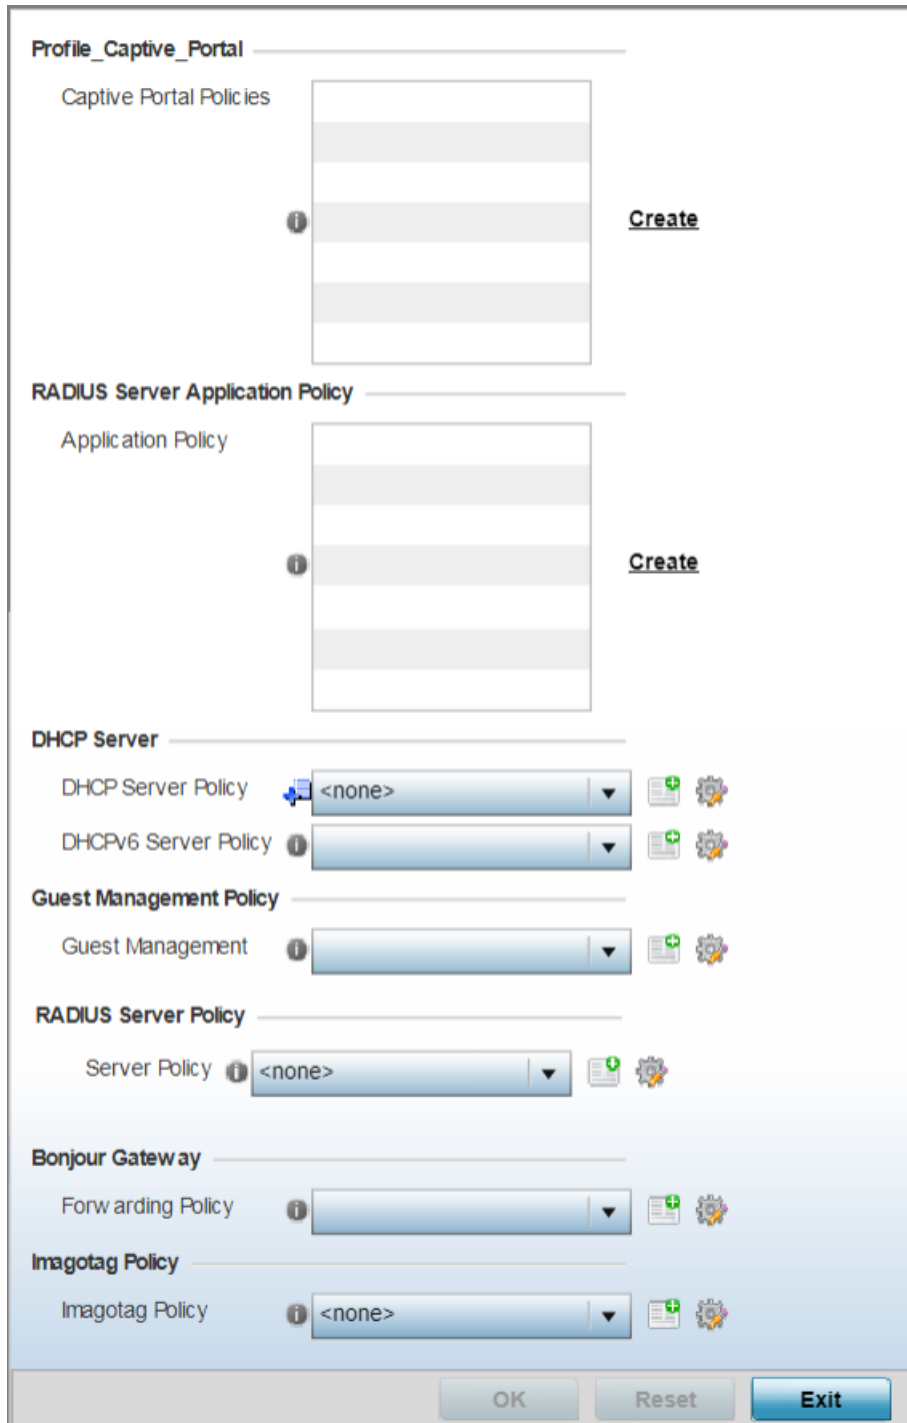 Profile_Captive_Portal
Captive Portal Policies
Create
RADIUS Server Application Policy
Application Policy
Create
DHCP Server
DHCP Server Policy <none>
DHCPv6 Server Policy
Guest Management Policy
Guest Management
RADIUS Server Policy
Server Policy <none>
Bonjour Gateway
Forwarding Policy
Imagotag Policy
Imagotag Policy <none>
OK Reset Exit